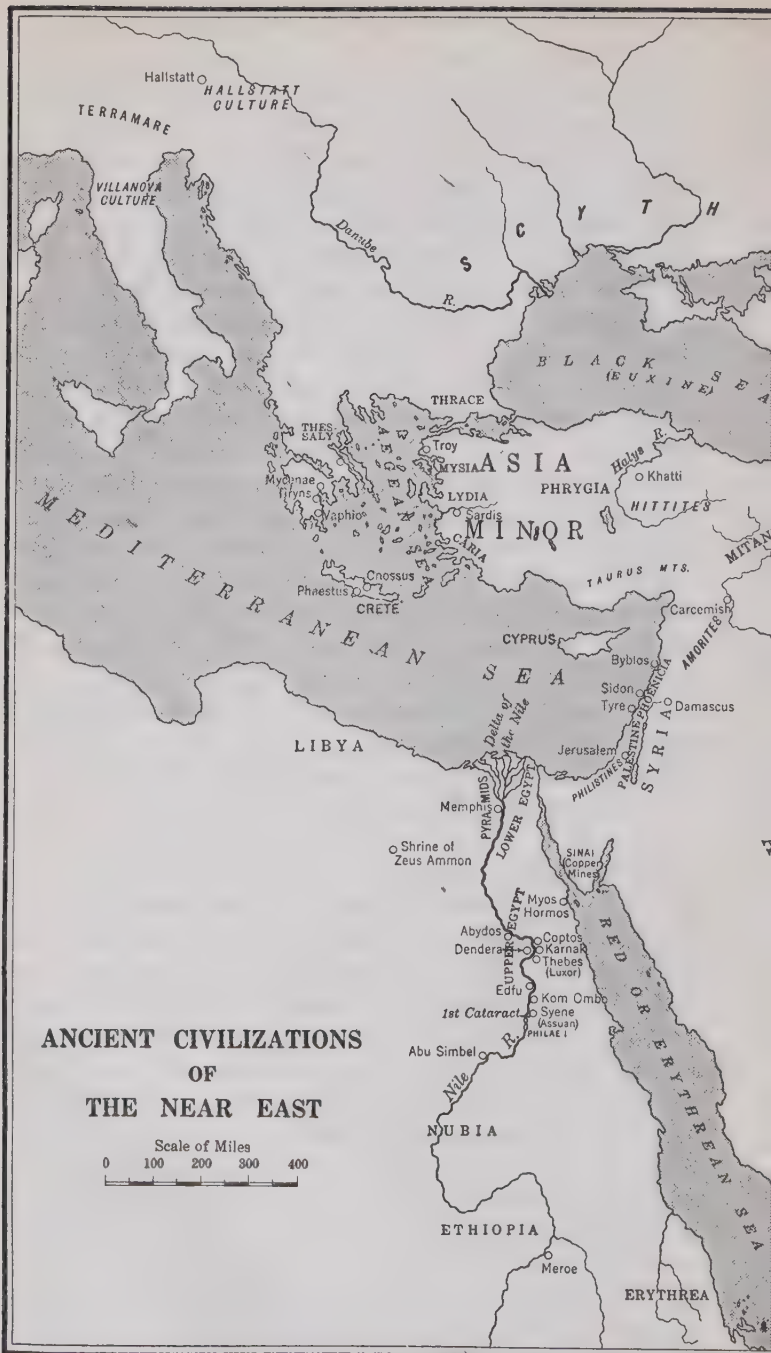 Hallstatt
HALLSTATT
CULTURE
TERRAMARE
VILLANOVA
CULTURE
Danube
R.
S C Y T H
BLACK SEA
(EUXINE)
THRACE
THES-
SALY
AEGEAN SEA
Troy
MYSIA
ASIA
MINOR
Halys R.
PHRYGIA
Khatti
HITTITES
Mycenae
Tiryns
Vaphio
LYDIA
Sardis
CARIA
TAURUS MTS.
MITAN
Carcemish
AMORITES
Cnossus
Phaestus
CRETE
MEDITERRANEAN SEA
CYPRUS
Byblos
Sidon
Tyre
PHOENICIA
Damascus
SYRIA
Jerusalem
PALESTINE
PHILISTINES
LIBYA
Delta of
the Nile
Memphis
PYRAMIDS
LOWER EGYPT
Shrine of
Zeus Ammon
SINAI
(Copper
Mines)
Myos
Hormos
RED OR ERYTHREAN SEA
Abydos
UPPER EGYPT
Coptos
Dendera
Karnak
Thebes
(Luxor)
Edfu
Kom Ombo
1st Cataract
Syene
(Assuan)
PHILAE I
Abu Simbel
Nile R.
NUBIA
ETHIOPIA
Meroe
ERYTHREA
ANCIENT CIVILIZATIONS
OF
THE NEAR EAST
Scale of Miles
0 100 200 300 400